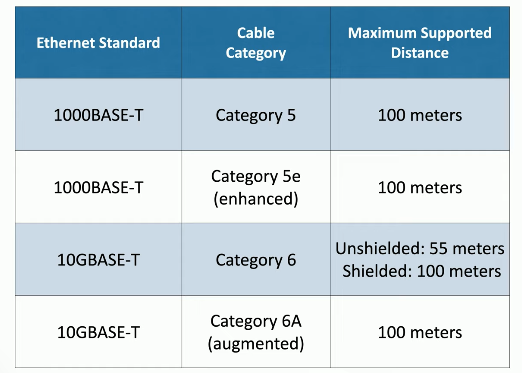 Ethernet Standard
Cable
Category
Maximum Supported
Distance
1000BASE-T
Category 5
100 meters
1000BASE-T
Category 5e
(enhanced)
100 meters
10GBASE-T
Category 6
Unshielded: 55 meters
Shielded: 100 meters
10GBASE-T
Category 6A
(augmented)
100 meters